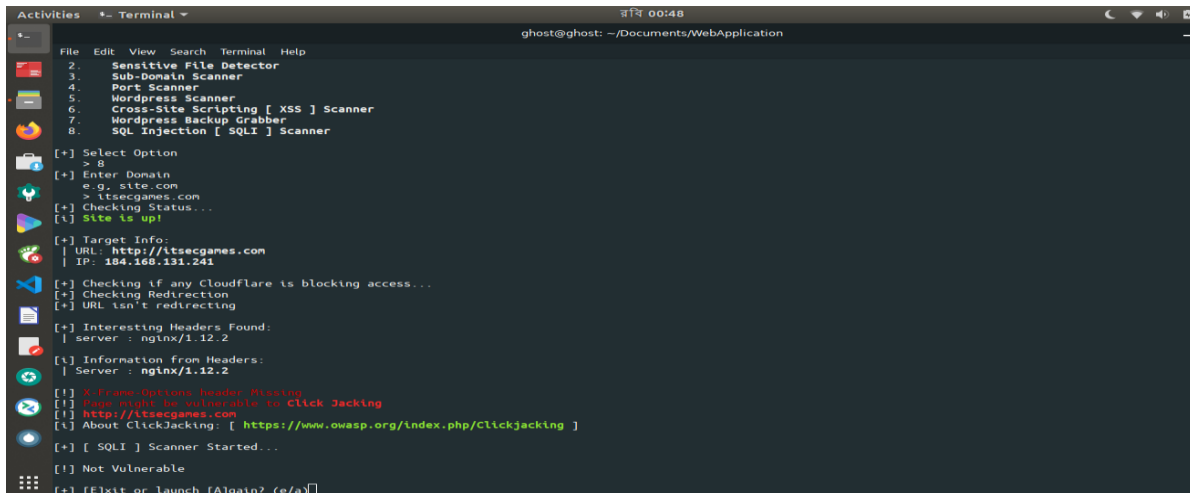 Activities Terminal রবি 00:48
ghost@ghost: ~/Documents/WebApplication
File Edit View Search Terminal Help
2. Sensitive File Detector
3. Sub-Domain Scanner
4. Port Scanner
5. Wordpress Scanner
6. Cross-Site Scripting [ XSS ] Scanner
7. Wordpress Backup Grabber
8. SQL Injection [ SQLI ] Scanner
[+] Select Option
> 8
[+] Enter Domain
e.g, site.com
> itsecgames.com
[+] Checking Status...
[i] Site is up!
[+] Target Info:
| URL: http://itsecgames.com
| IP: 184.168.131.241
[+] Checking if any Cloudflare is blocking access...
[+] Checking Redirection
[+] URL isn't redirecting
[+] Interesting Headers Found:
| server : nginx/1.12.2
[i] Information from Headers:
| Server : nginx/1.12.2
[!] X-Frame-Options header Missing
[!] Page might be vulnerable to Click Jacking
[!] http://itsecgames.com
[i] About ClickJacking: [ https://www.owasp.org/index.php/Clickjacking ]
[+] [ SQLI ] Scanner Started...
[!] Not Vulnerable
[+] [E]xit or launch [A]gain? (e/a)